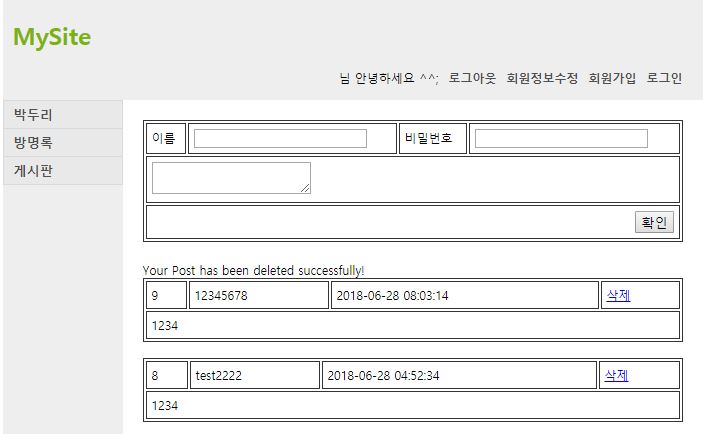 MySite
님 안녕하세요 ^^; 로그아웃 회원정보수정 회원가입 로그인
박두리
방명록
게시판
이름 비밀번호
확인
Your Post has been deleted successfully!
9 12345678 2018-06-28 08:03:14 삭제
1234
8 test2222 2018-06-28 04:52:34 삭제
1234